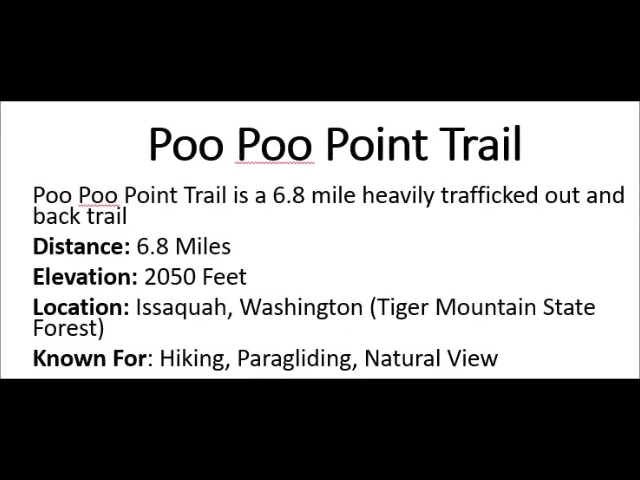 Poo Poo Point Trail
Poo Poo Point Trail is a 6.8 mile heavily trafficked out and
back trail
Distance: 6.8 Miles
Elevation: 2050 Feet
Location: Issaquah, Washington (Tiger Mountain State
Forest)
Known For: Hiking, Paragliding, Natural View